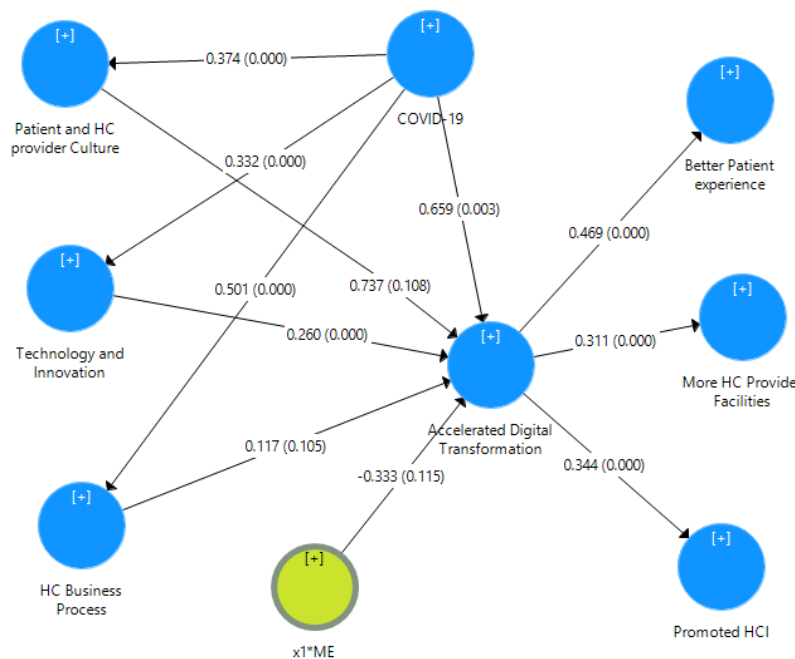 [+]
[+]
0.374 (0.000)
[+]
Patient and HC
provider Culture
COVID-19
0.332 (0.000)
Better Patient
experience
0.659 (0.003)
0.469 (0.000)
[+]
0.501 (0.000)
0.737 (0.108)
[+]
0.260 (0.000)
[+]
0.311 (0.000)
Technology and
Innovation
More HC Provide
Facilities
Accelerated Digital
Transformation
0.117 (0.105)
0.344 (0.000)
-0.333 (0.115)
[+]
[+]
[+]
HC Business
Process
Promoted HCI
x1*ME